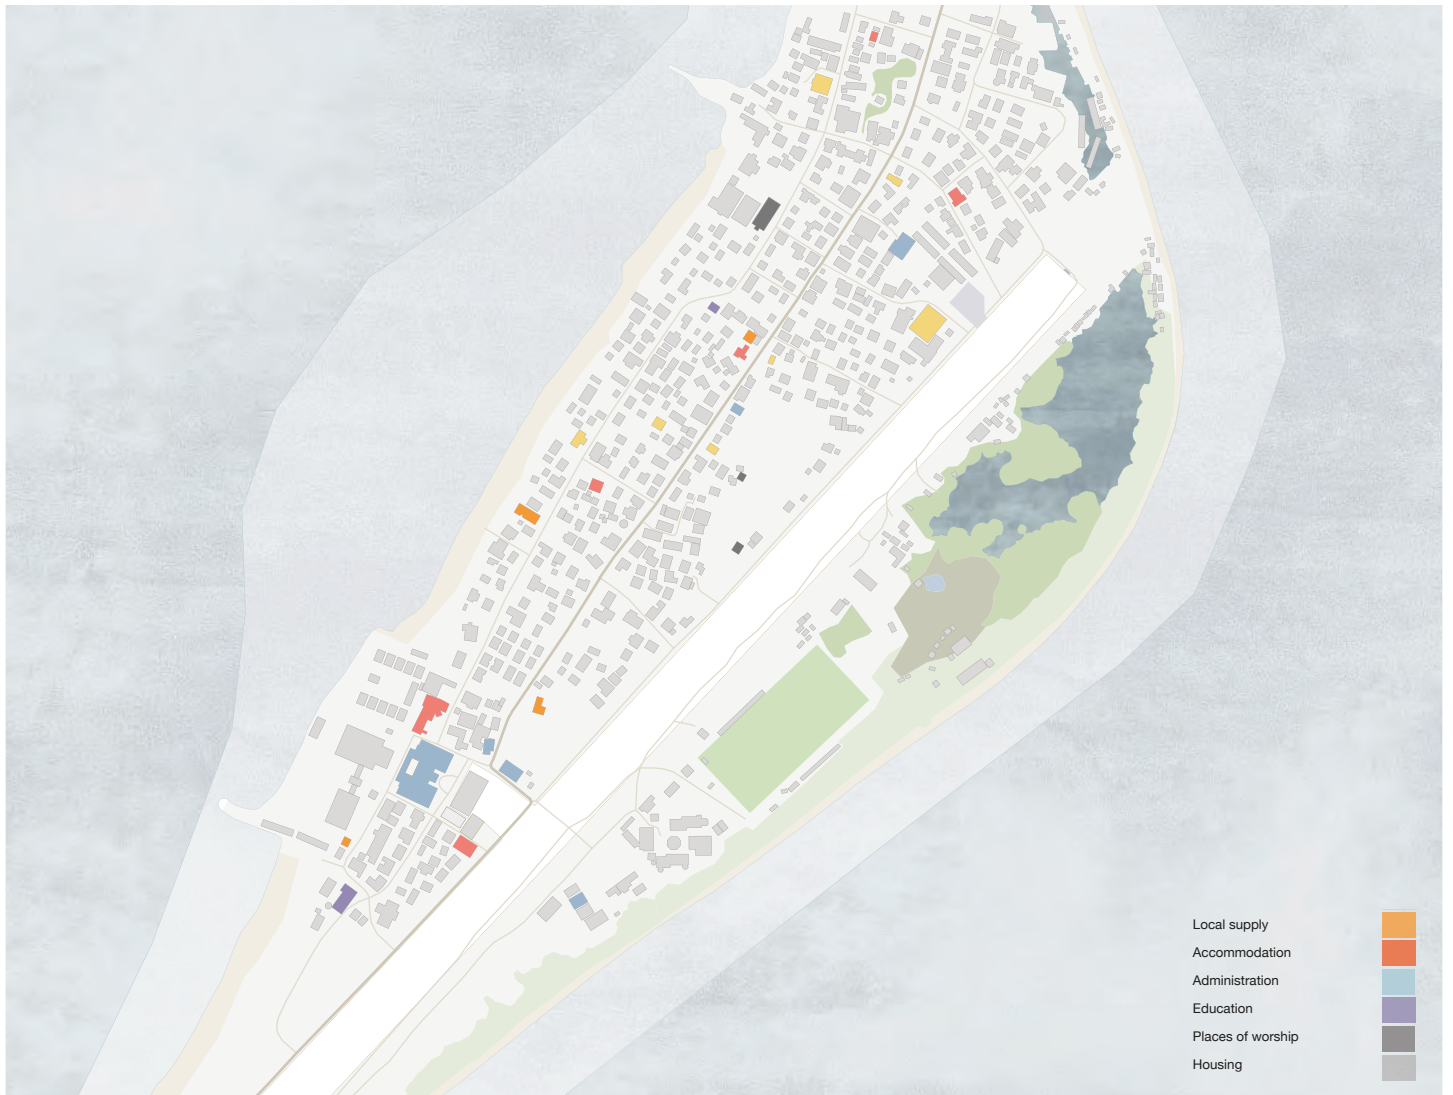 Local supply
Accommodation
Administration
Education
Places of worship
Housing